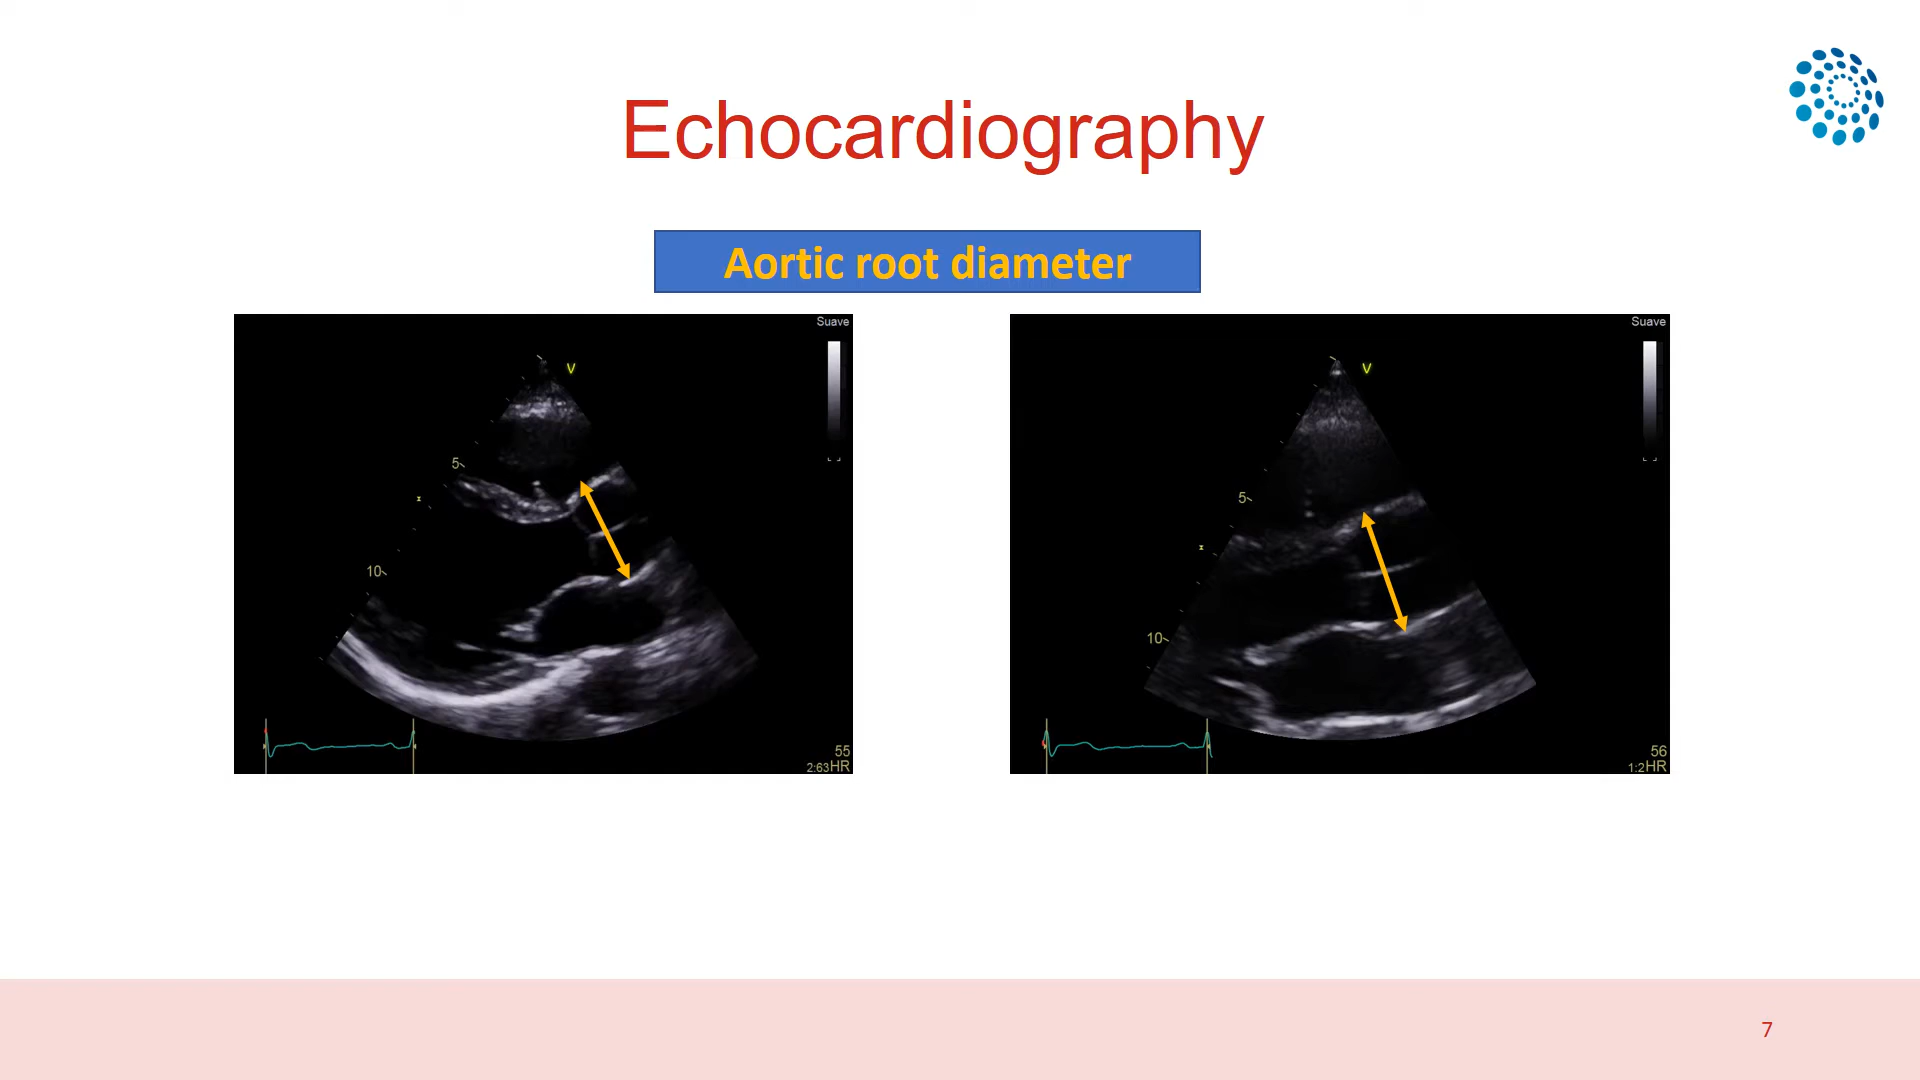 Echocardiography
Aortic root diameter
Suave
V
5
10
55
2:63HR
Suave
V
5
10
56
1:2HR
7